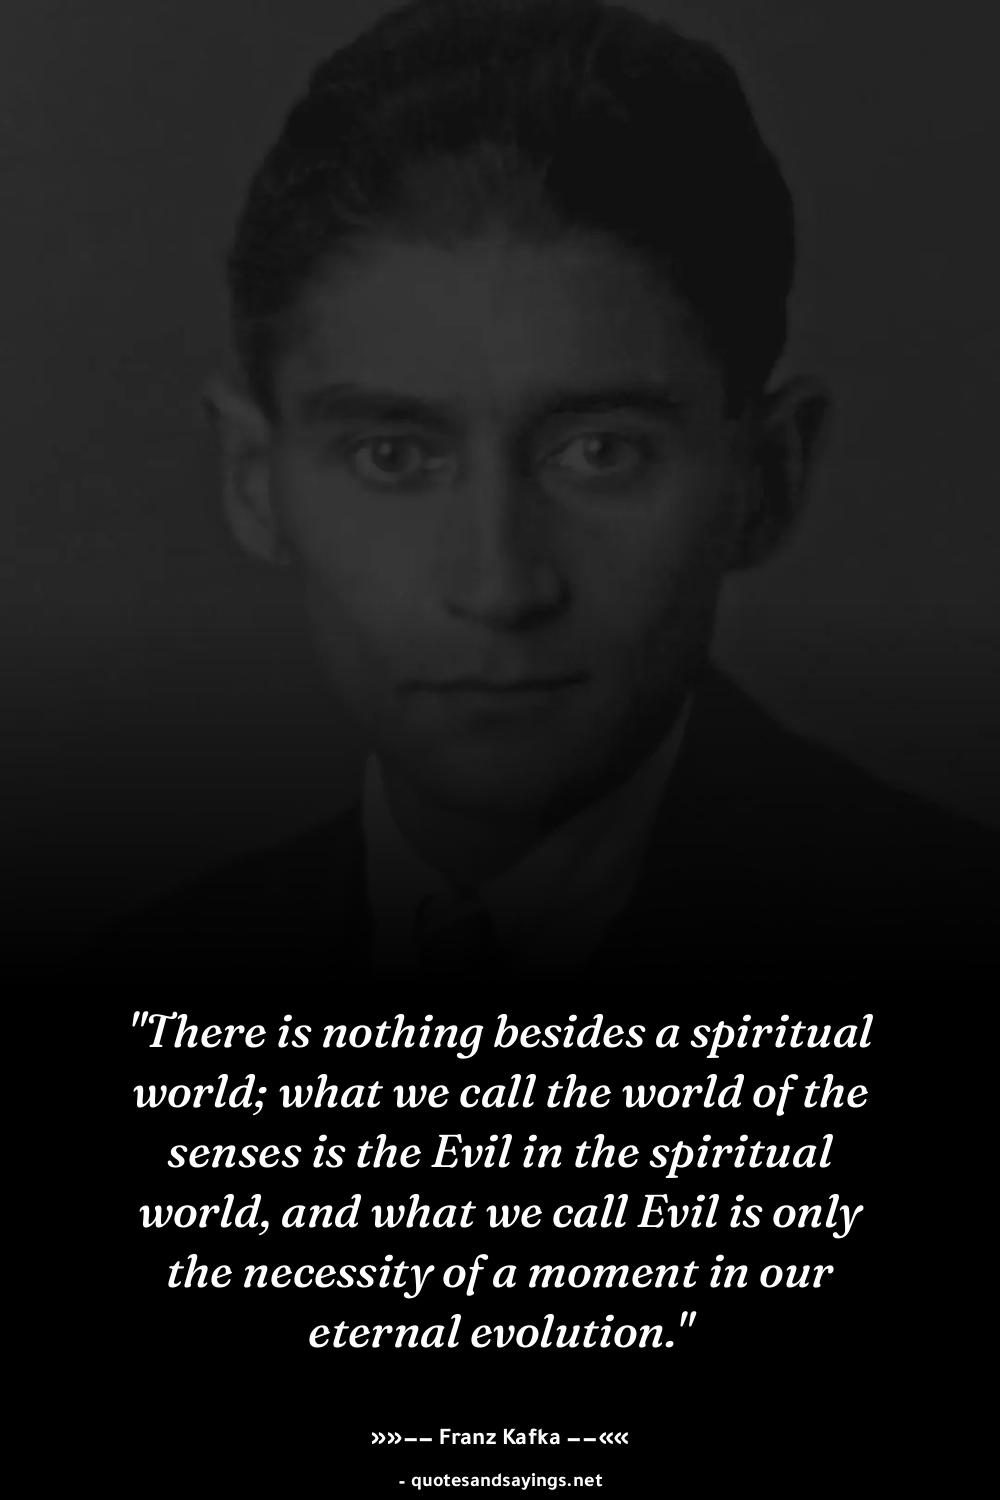 "There is nothing besides a spiritual
world; what we call the world of the
senses is the Evil in the spiritual
world, and what we call Evil is only
the necessity of a moment in our
eternal evolution."
»»−− Franz Kafka −−««
- quotesandsayings.net